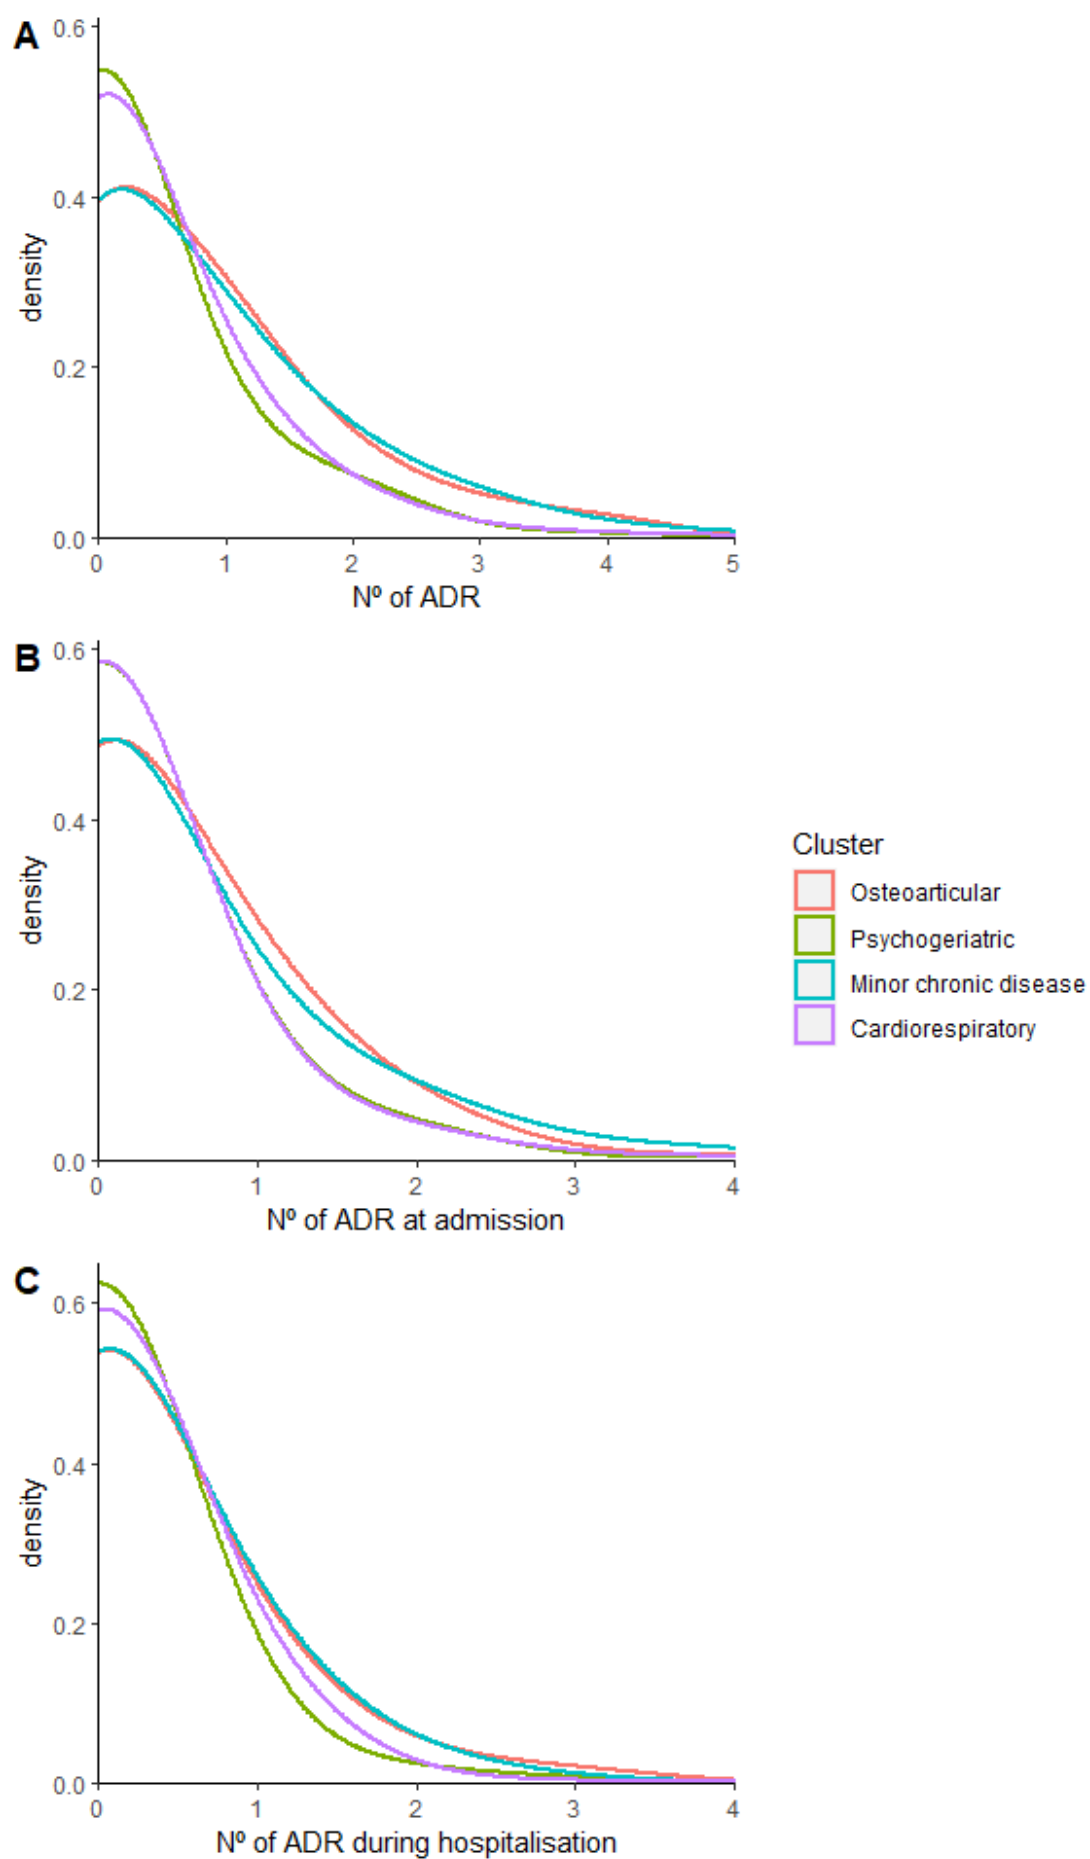 A
0.6
0.4
0.2
0.0
density
0 1 2 3 4 5
Nº of ADR
B
0.6
0.4
0.2
0.0
density
0 1 2 3 4
Nº of ADR at admission
Cluster
Osteoarticular
Psychogeriatric
Minor chronic disease
Cardiorespiratory
C
0.6
0.4
0.2
0.0
density
0 1 2 3 4
Nº of ADR during hospitalisation